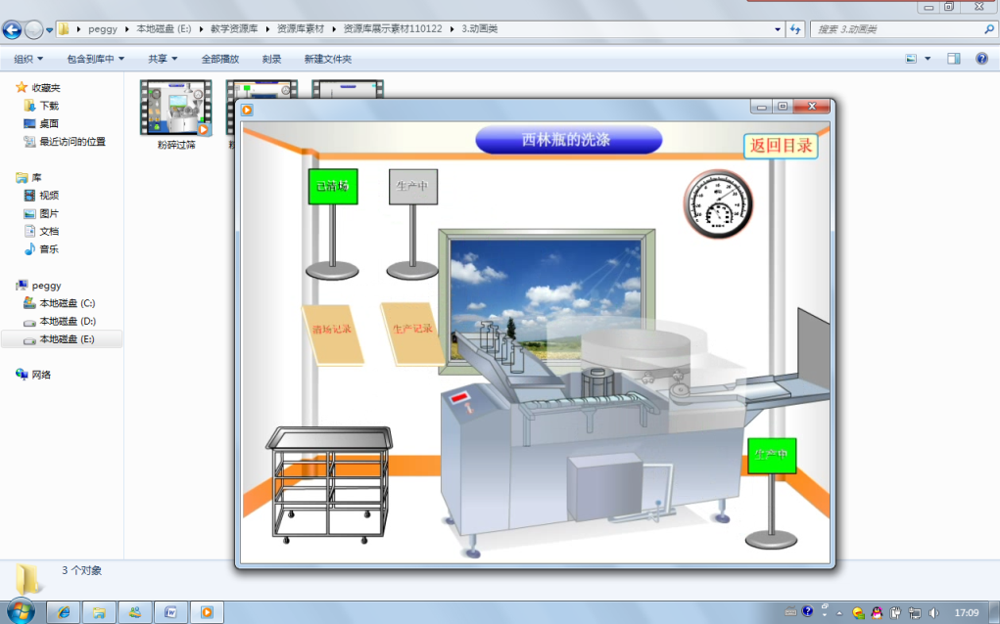 peggy ▸ 本地磁盘 (E:) ▸ 教学资源库 ▸ 资源库素材 ▸ 资源库展示素材110122 ▸ 3.动画类
搜索 3.动画类
组织 包含到库中 共享 全部播放 刻录 新建文件夹
收藏夹
下载
桌面
最近访问的位置
库
视频
图片
文档
音乐
peggy
本地磁盘 (C:)
本地磁盘 (D:)
本地磁盘 (E:)
网络
粉碎过筛
西林瓶的洗涤
返回目录
已清场
生产中
清场记录
生产记录
生产中
3 个对象
17:09